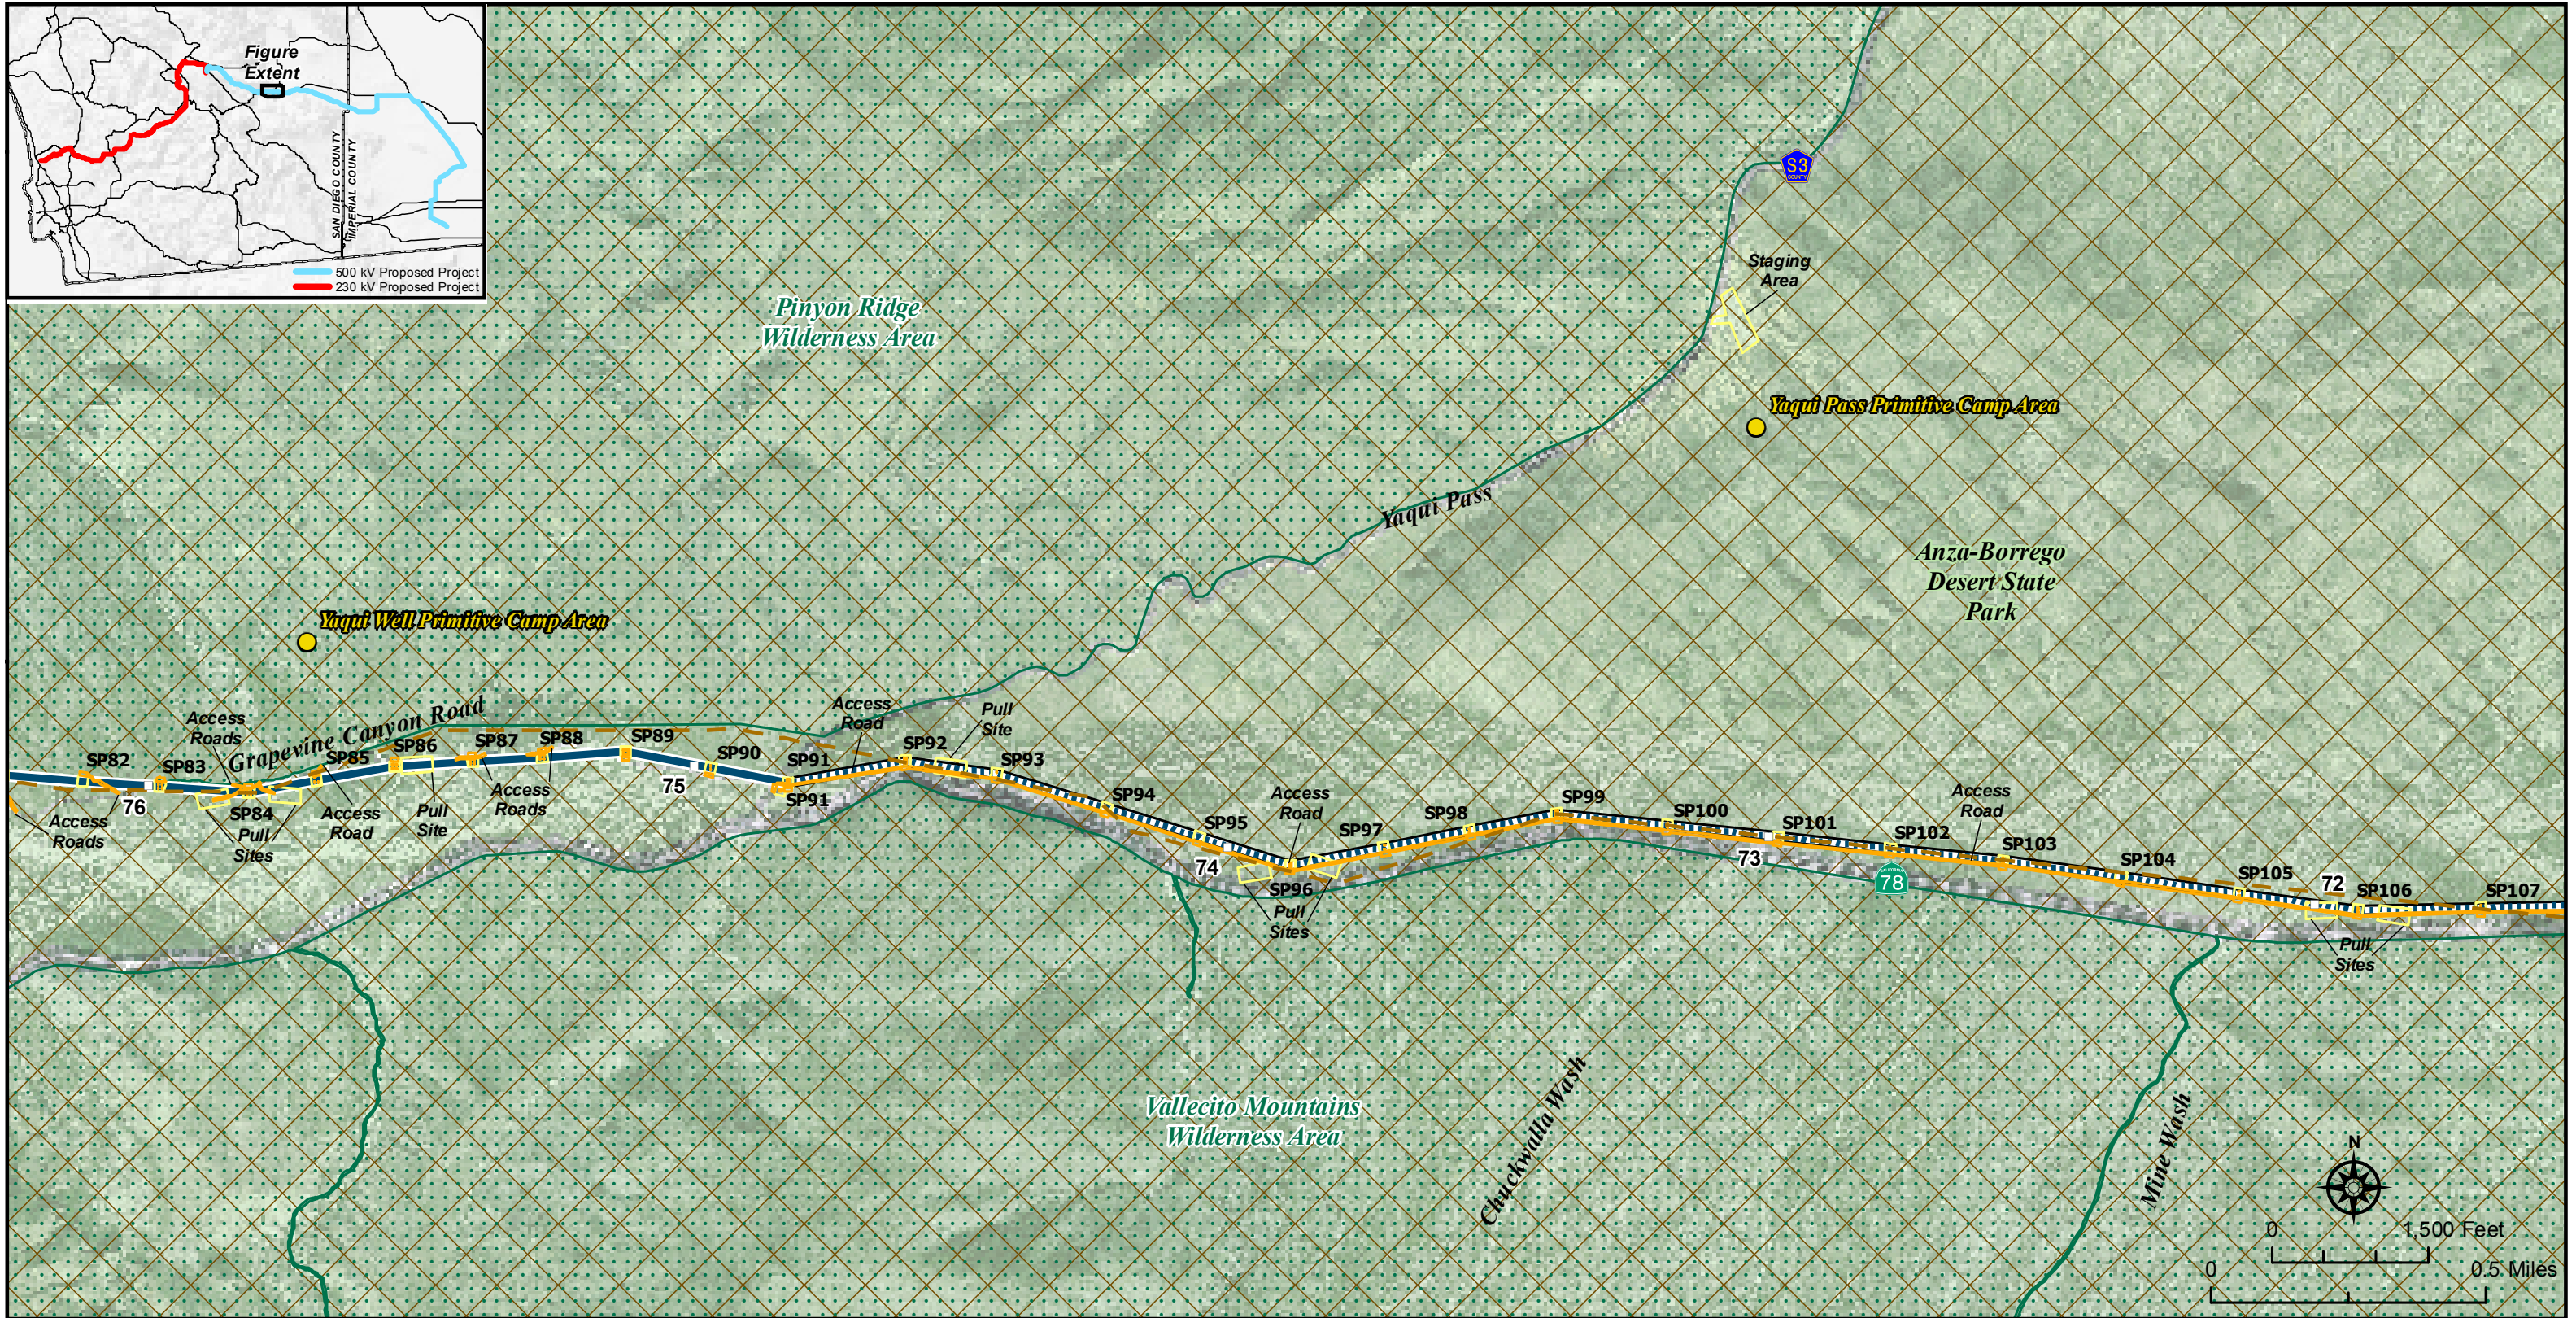 Figure
Extent
SAN DIEGO COUNTY
IMPERIAL COUNTY
500 kV Proposed Project
230 kV Proposed Project
S3
COUNTY
Staging
Area
Pinyon Ridge
Wilderness Area
Yaqui Pass Primitive Camp Area
Yaqui Pass
Anza-Borrego
Desert State
Park
Yaqui Well Primitive Camp Area
Grapevine Canyon Road
Access
Roads
Access
Road
Pull
Site
SP82
SP83
SP84
SP85
SP86
SP87
SP88
SP89
SP90
SP91
SP91
SP92
SP93
SP94
SP95
SP96
SP97
SP98
SP99
SP100
SP101
SP102
SP103
SP104
SP105
SP106
SP107
76
75
74
73
72
Access
Roads
Pull
Sites
Access
Road
Pull
Site
Access
Roads
Access
Road
Pull
Sites
Access
Road
CALIFORNIA
78
Pull
Sites
Vallecito Mountains
Wilderness Area
Chuckwalla Wash
Mine Wash
N
0 1,500 Feet
0 0.5 Miles